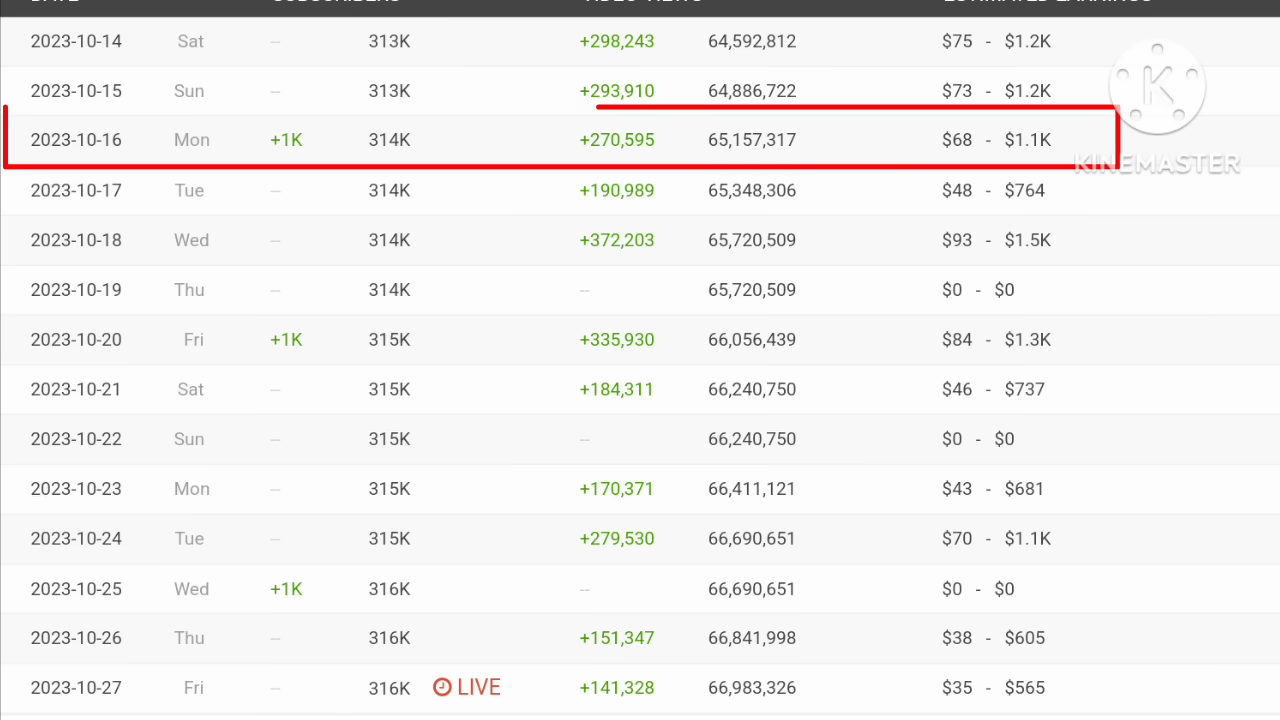 DATE SUBSCRIBERS VIDEO VIEWS ESTIMATED EARNINGS
2023-10-14 Sat -- 313K +298,243 64,592,812 $75 - $1.2K
2023-10-15 Sun -- 313K +293,910 64,886,722 $73 - $1.2K
2023-10-16 Mon +1K 314K +270,595 65,157,317 $68 - $1.1K
KINEMASTER
2023-10-17 Tue -- 314K +190,989 65,348,306 $48 - $764
2023-10-18 Wed -- 314K +372,203 65,720,509 $93 - $1.5K
2023-10-19 Thu -- 314K -- 65,720,509 $0 - $0
2023-10-20 Fri +1K 315K +335,930 66,056,439 $84 - $1.3K
2023-10-21 Sat -- 315K +184,311 66,240,750 $46 - $737
2023-10-22 Sun -- 315K -- 66,240,750 $0 - $0
2023-10-23 Mon -- 315K +170,371 66,411,121 $43 - $681
2023-10-24 Tue -- 315K +279,530 66,690,651 $70 - $1.1K
2023-10-25 Wed +1K 316K -- 66,690,651 $0 - $0
2023-10-26 Thu -- 316K +151,347 66,841,998 $38 - $605
2023-10-27 Fri -- 316K LIVE +141,328 66,983,326 $35 - $565